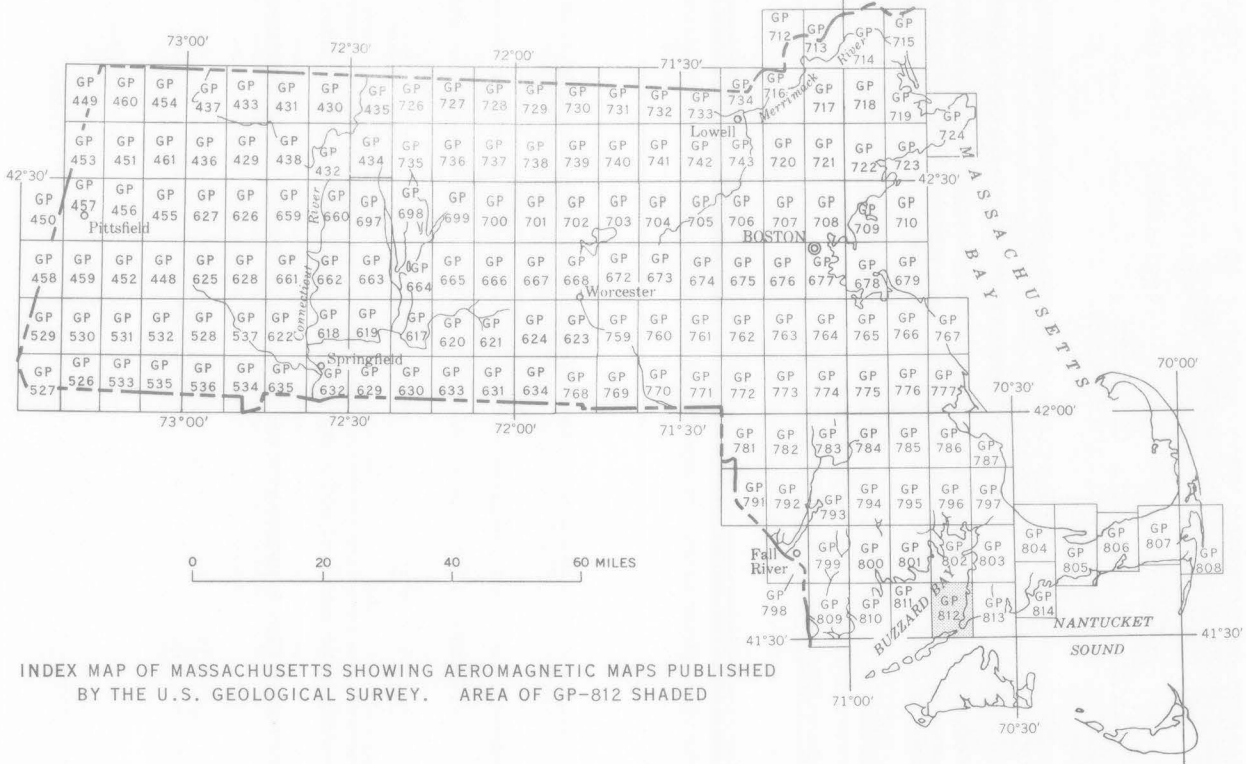 GP 712 GP 713 GP 714 GP 715
73°00' 72°30' 72°00' 71°30' River
GP 449 GP 460 GP 454 GP 437 GP 433 GP 431 GP 430 GP 435 GP 726 GP 727 GP 728 GP 729 GP 730 GP 731 GP 732 GP 733 GP 734 GP 716 GP 717 GP 718 GP 719
Merrimack
Lowell
GP 724
GP 453 GP 451 GP 461 GP 436 GP 429 GP 438 GP 432 GP 434 GP 735 GP 736 GP 737 GP 738 GP 739 GP 740 GP 741 GP 742 GP 743 GP 720 GP 721 GP 722 GP 723
42°30' 42°30'
GP 450 GP 457 GP 456 GP 455 GP 627 GP 626 GP 659 GP 660 GP 697 GP 698 GP 699 GP 700 GP 701 GP 702 GP 703 GP 704 GP 705 GP 706 GP 707 GP 708 GP 709 GP 710
Pittsfield
River
BOSTON
MASSACHUSETTS
BAY
GP 458 GP 459 GP 452 GP 448 GP 625 GP 628 GP 661 GP 662 GP 663 GP 664 GP 665 GP 666 GP 667 GP 668 GP 672 GP 673 GP 674 GP 675 GP 676 GP 677 GP 678 GP 679
Connecticut
Worcester
GP 529 GP 530 GP 531 GP 532 GP 528 GP 537 GP 622 GP 618 GP 619 GP 617 GP 620 GP 621 GP 624 GP 623 GP 759 GP 760 GP 761 GP 762 GP 763 GP 764 GP 765 GP 766 GP 767
Springfield
GP 527 GP 526 GP 533 GP 535 GP 536 GP 534 GP 635 GP 632 GP 629 GP 630 GP 633 GP 631 GP 634 GP 768 GP 769 GP 770 GP 771 GP 772 GP 773 GP 774 GP 775 GP 776 GP 777
70°30' 70°00'
42°00'
73°00' 72°30' 72°00' 71°30'
GP 781 GP 782 GP 783 GP 784 GP 785 GP 786 GP 787
GP 791 GP 792 GP 793 GP 794 GP 795 GP 796 GP 797
GP 804 GP 805 GP 806 GP 807 GP 808
Fall River
GP 799 GP 800 GP 801 GP 802 GP 803
GP 798 GP 809 GP 810 GP 811 GP 812 GP 813 GP 814
BUZZARD BAY
NANTUCKET
SOUND
0 20 40 60 MILES
41°30' 41°30'
71°00' 70°30'
INDEX MAP OF MASSACHUSETTS SHOWING AEROMAGNETIC MAPS PUBLISHED
BY THE U.S. GEOLOGICAL SURVEY. AREA OF GP-812 SHADED